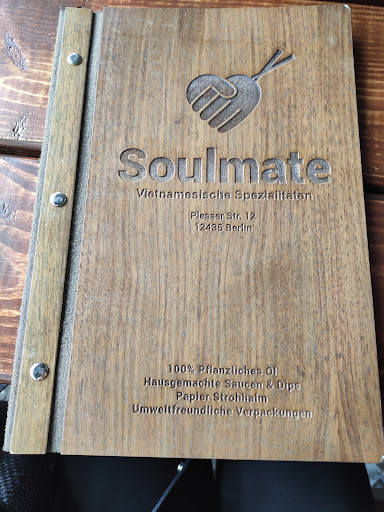 Soulmate
Vietnamesische Spezialitäten
Plesser Str. 12
12435 Berlin
100% Pflanzliches Öl
Hausgemachte Saucen & Dips
Papier Strohhalm
Umweltfreundliche Verpackungen